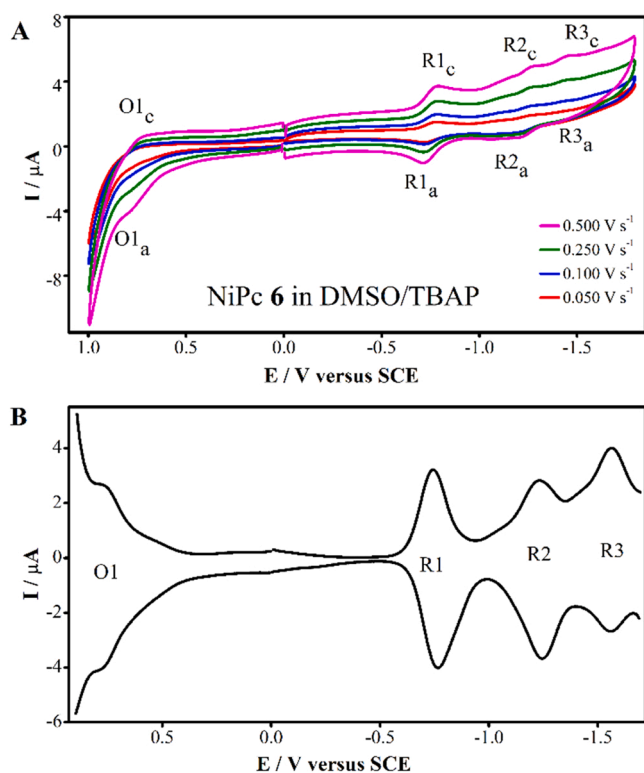 A
I / µA
4
0
-4
-8
O1c
O1a
R1c
R2c
R3c
R1a
R2a
R3a
0.500 V s⁻¹
0.250 V s⁻¹
0.100 V s⁻¹
0.050 V s⁻¹
NiPc 6 in DMSO/TBAP
1.0 0.5 0.0 -0.5 -1.0 -1.5
E / V versus SCE
B
I / µA
4
2
0
-2
-4
-6
O1
R1
R2
R3
0.5 0.0 -0.5 -1.0 -1.5
E / V versus SCE